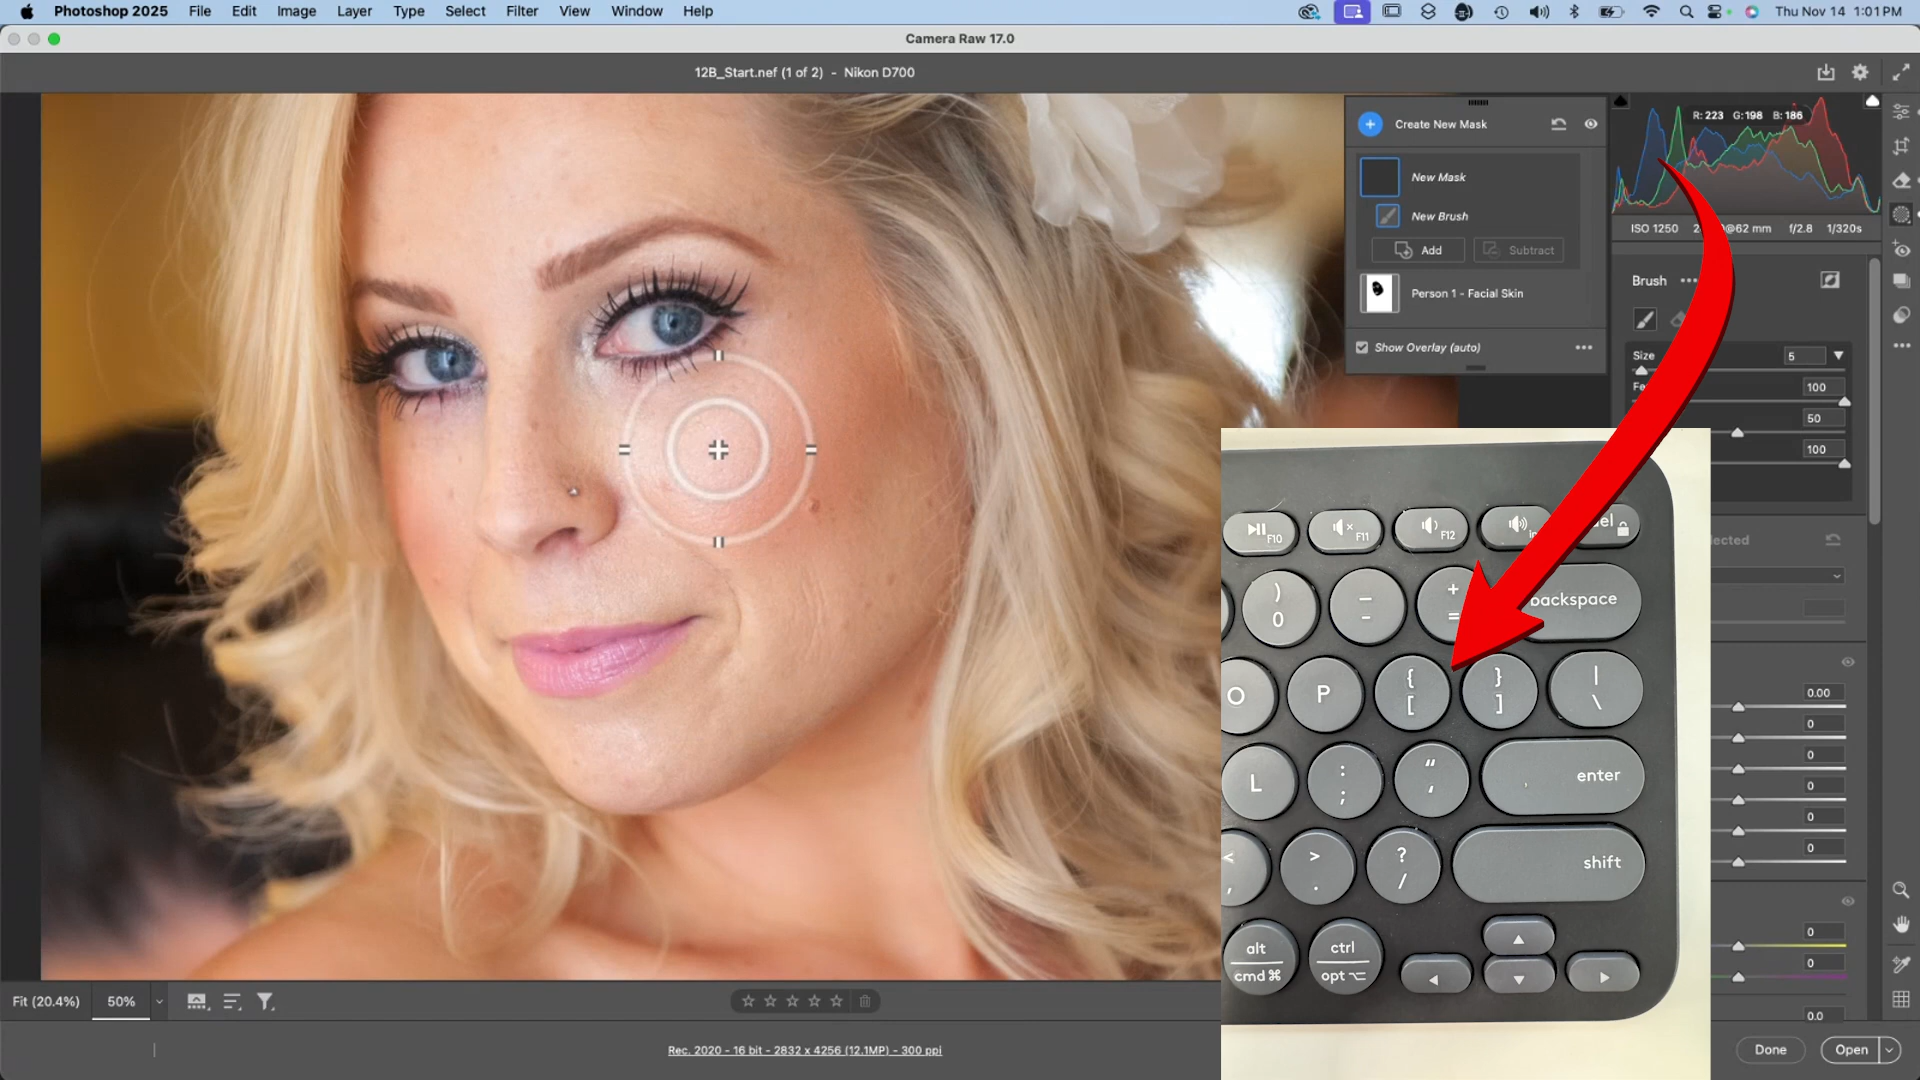 Photoshop 2025 File Edit Image Layer Type Select Filter View Window Help Thu Nov 14 1:01 PM
Camera Raw 17.0
12B_Start.nef (1 of 2) - Nikon D700
Create New Mask
New Mask
New Brush
Add Subtract
Person 1 - Facial Skin
Show Overlay (auto)
R: 223 G: 198 B: 186
ISO 1250 @62 mm f/2.8 1/320s
Brush
Size 5
100
50
100
0.00
0
0
0
0
0
0
0
0.0
F10 F11 F12
) 0 _ - + = backspace
O P { [ } ] | \
L : ; “ , enter
< , > . ? / shift
alt ctrl
cmd ⌘ opt ⌥
Fit (20.4%) 50%
Rec. 2020 - 16 bit - 2832 x 4256 (12.1MP) - 300 ppi
Done Open